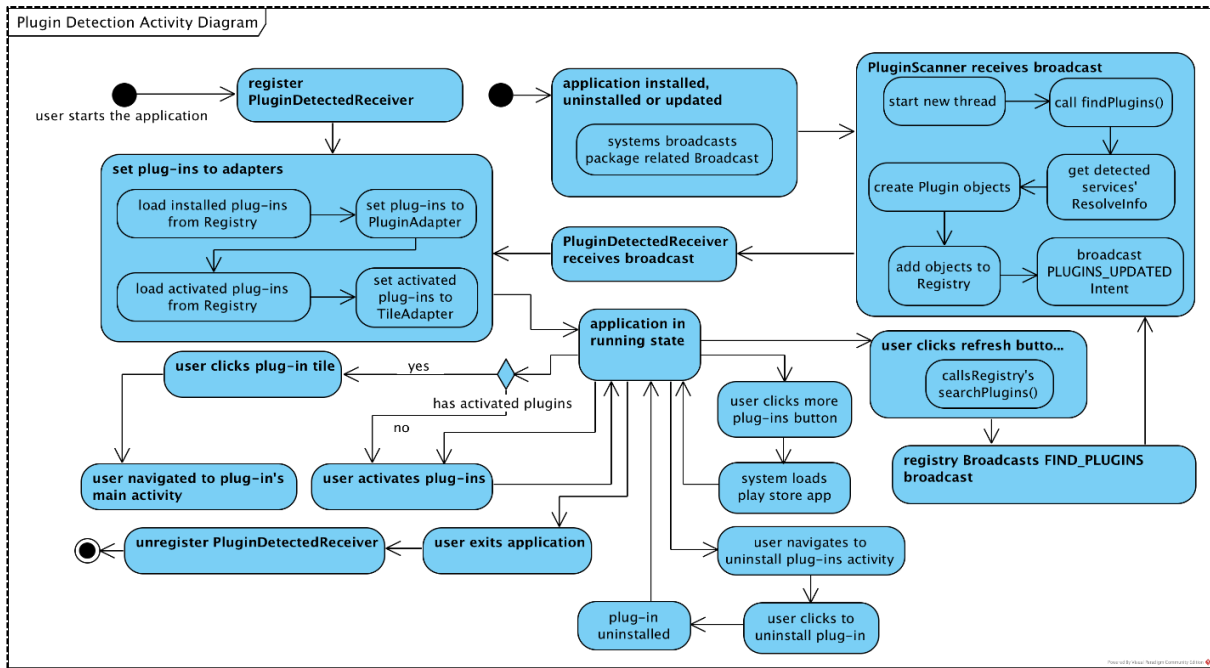 Plugin Detection Activity Diagram
user starts the application
register
PluginDetectedReceiver
application installed,
uninstalled or updated
systems broadcasts
package related Broadcast
PluginScanner receives broadcast
start new thread
call findPlugins()
get detected
services'
ResolveInfo
create Plugin objects
add objects to
Registry
broadcast
PLUGINS_UPDATED
Intent
set plug-ins to adapters
load installed plug-ins
from Registry
set plug-ins to
PluginAdapter
load activated plug-ins
from Registry
set activated
plug-ins to
TileAdapter
PluginDetectedReceiver
receives broadcast
application in
running state
user clicks refresh butto...
callsRegistry's
searchPlugins()
registry Broadcasts FIND_PLUGINS
broadcast
user clicks plug-in tile
yes
has activated plugins
no
user navigated to plug-in's
main activity
user activates plug-ins
user clicks more
plug-ins button
system loads
play store app
unregister PluginDetectedReceiver
user exits application
user navigates to
uninstall plug-ins activity
user clicks to
uninstall plug-in
plug-in
uninstalled
Powered By Visual Paradigm Community Edition